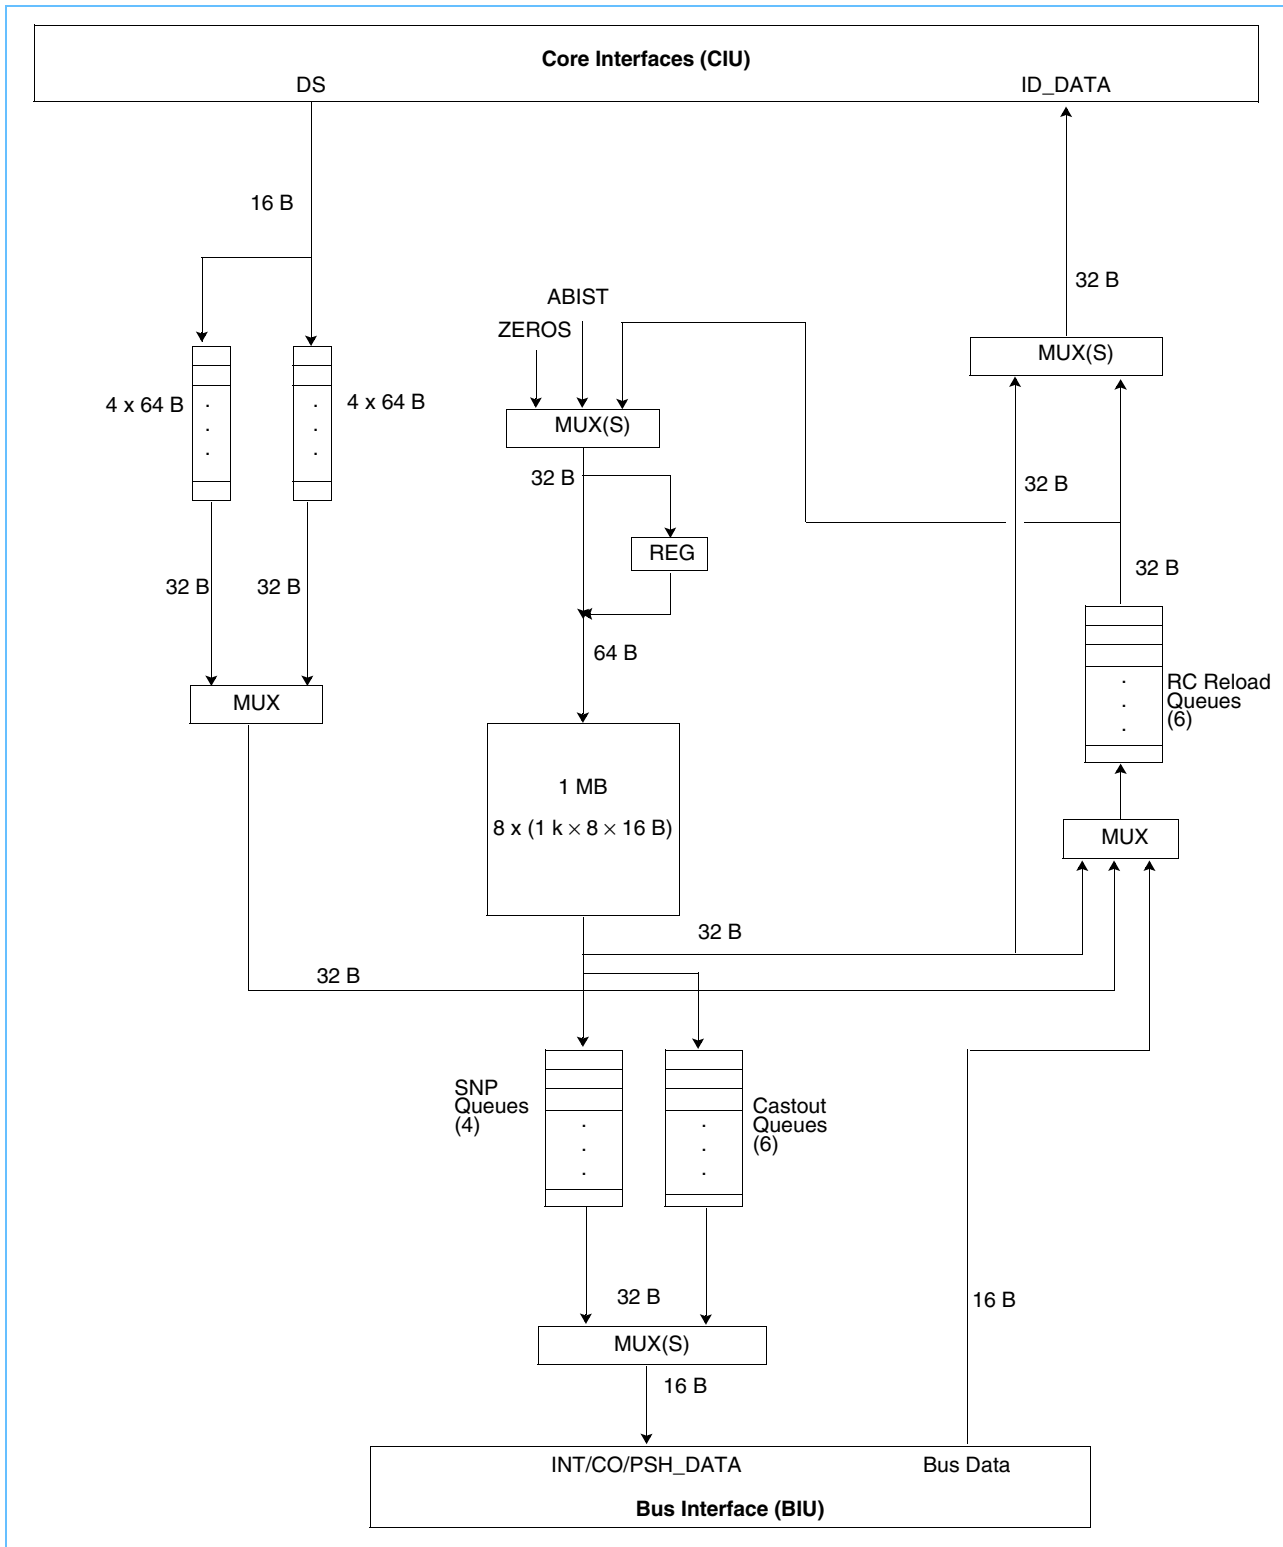 Core Interfaces (CIU)
DS
ID_DATA
16 B
32 B
ABIST
ZEROS
MUX(S)
4 x 64 B
4 x 64 B
MUX(S)
32 B
32 B
REG
32 B
32 B
32 B
64 B
RC Reload
Queues
(6)
MUX
1 MB
8 x (1 k × 8 × 16 B)
MUX
32 B
32 B
SNP
Queues
(4)
Castout
Queues
(6)
32 B
16 B
MUX(S)
16 B
INT/CO/PSH_DATA
Bus Data
Bus Interface (BIU)